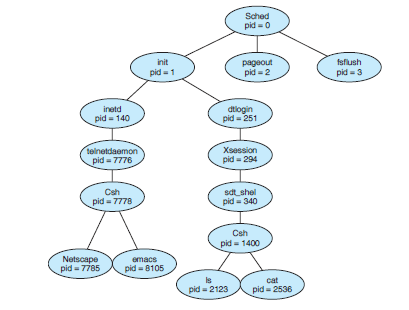 Sched
pid = 0
init
pid = 1
pageout
pid = 2
fsflush
pid = 3
inetd
pid = 140
dtlogin
pid = 251
telnetdaemon
pid = 7776
Xsession
pid = 294
Csh
pid = 7778
sdt_shel
pid = 340
Csh
pid = 1400
Netscape
pid = 7785
emacs
pid = 8105
ls
pid = 2123
cat
pid = 2536